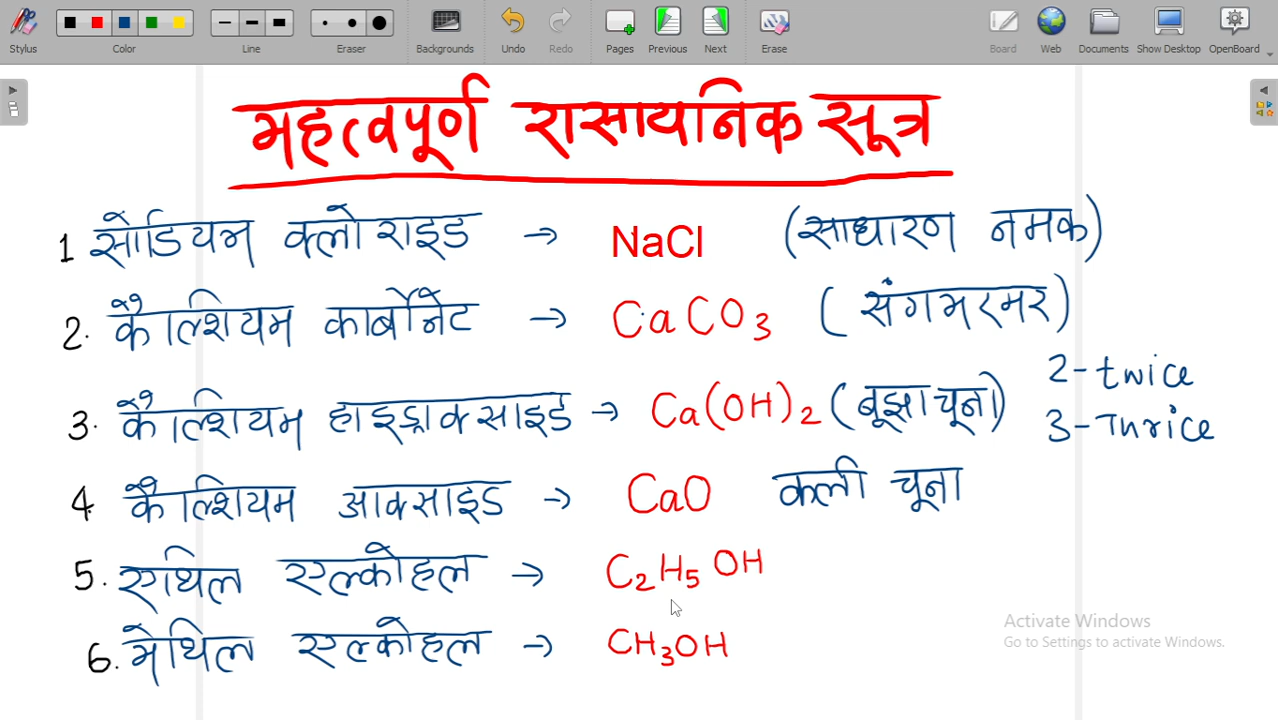 Stylus Color Line Eraser Backgrounds Undo Redo Pages Previous Next Erase Board Web Documents Show Desktop OpenBoard
महत्वपूर्ण रासायनिक सूत्र
1 सोडियम क्लोराइड → NaCl (साधारण नमक)
2. कैल्शियम कार्बोनेट → CaCO3 (संगमरमर)
2-twice
3. कैल्शियम हाइड्राक्साइड → Ca(OH)2 (बूझा चूना)
3-Thrice
4. कैल्शियम आक्साइड → CaO कली चूना
5. एथिल एल्कोहल → C2H5OH
6. मेथिल एल्कोहल → CH3OH
Activate Windows
Go to Settings to activate Windows.